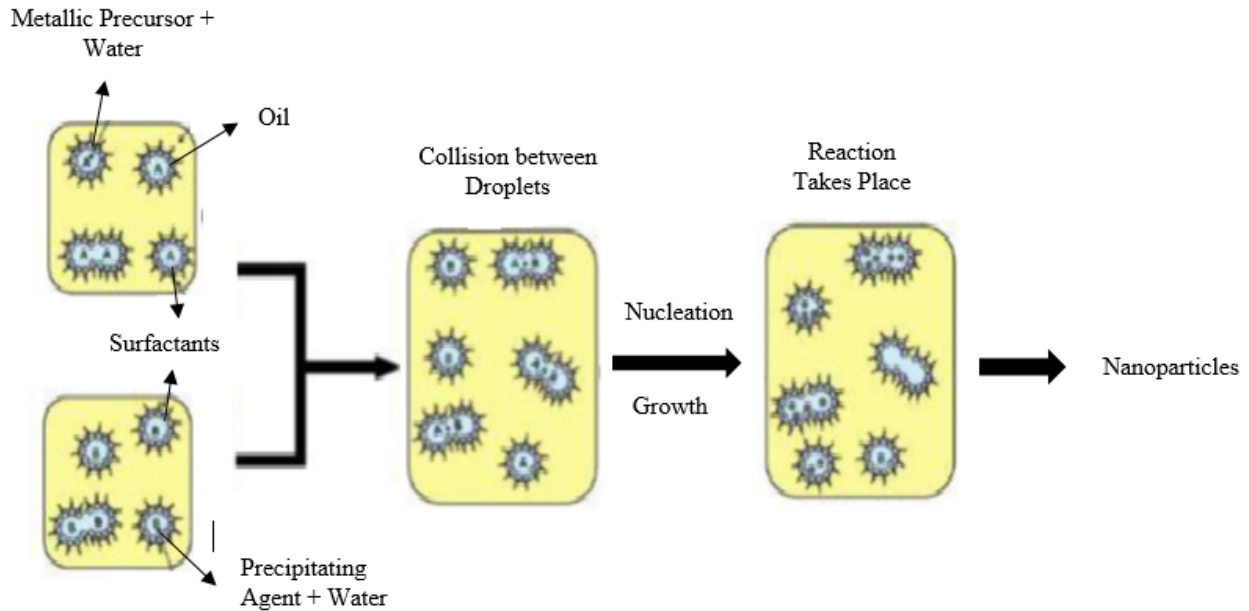 Metallic Precursor +
Water
Oil
Surfactants
Precipitating
Agent + Water
Collision between
Droplets
Nucleation
Growth
Reaction
Takes Place
Nanoparticles
A
A
A
A
B
B
B
B
A
B
A